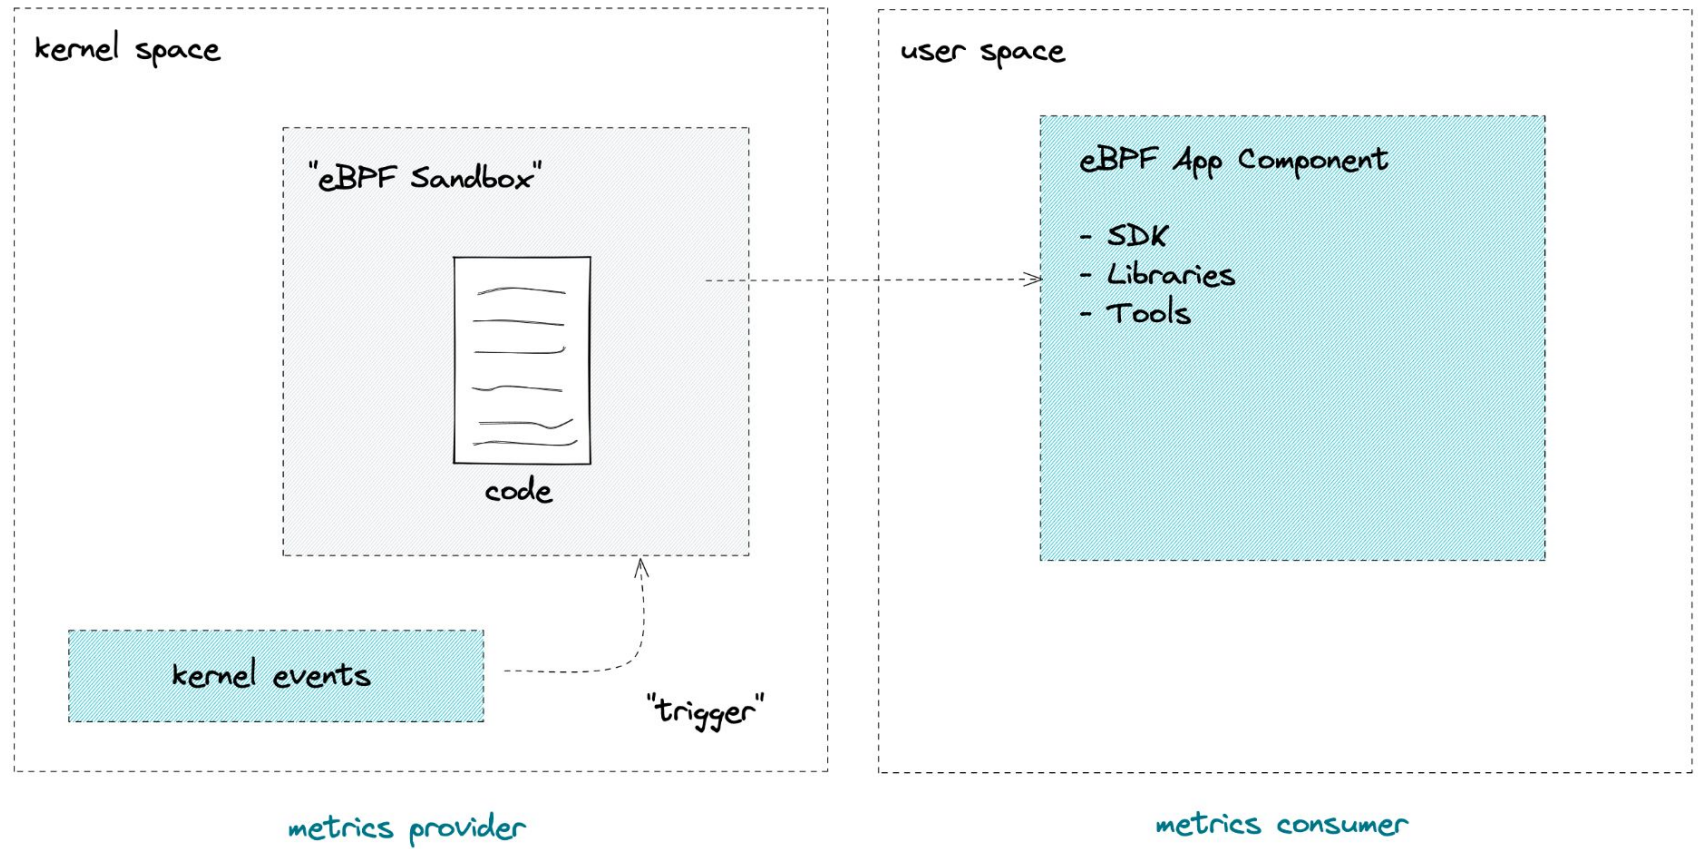 kernel space
"eBPF Sandbox"
code
kernel events
"trigger"
metrics provider
user space
eBPF App Component
- SDK
- Libraries
- Tools
metrics consumer